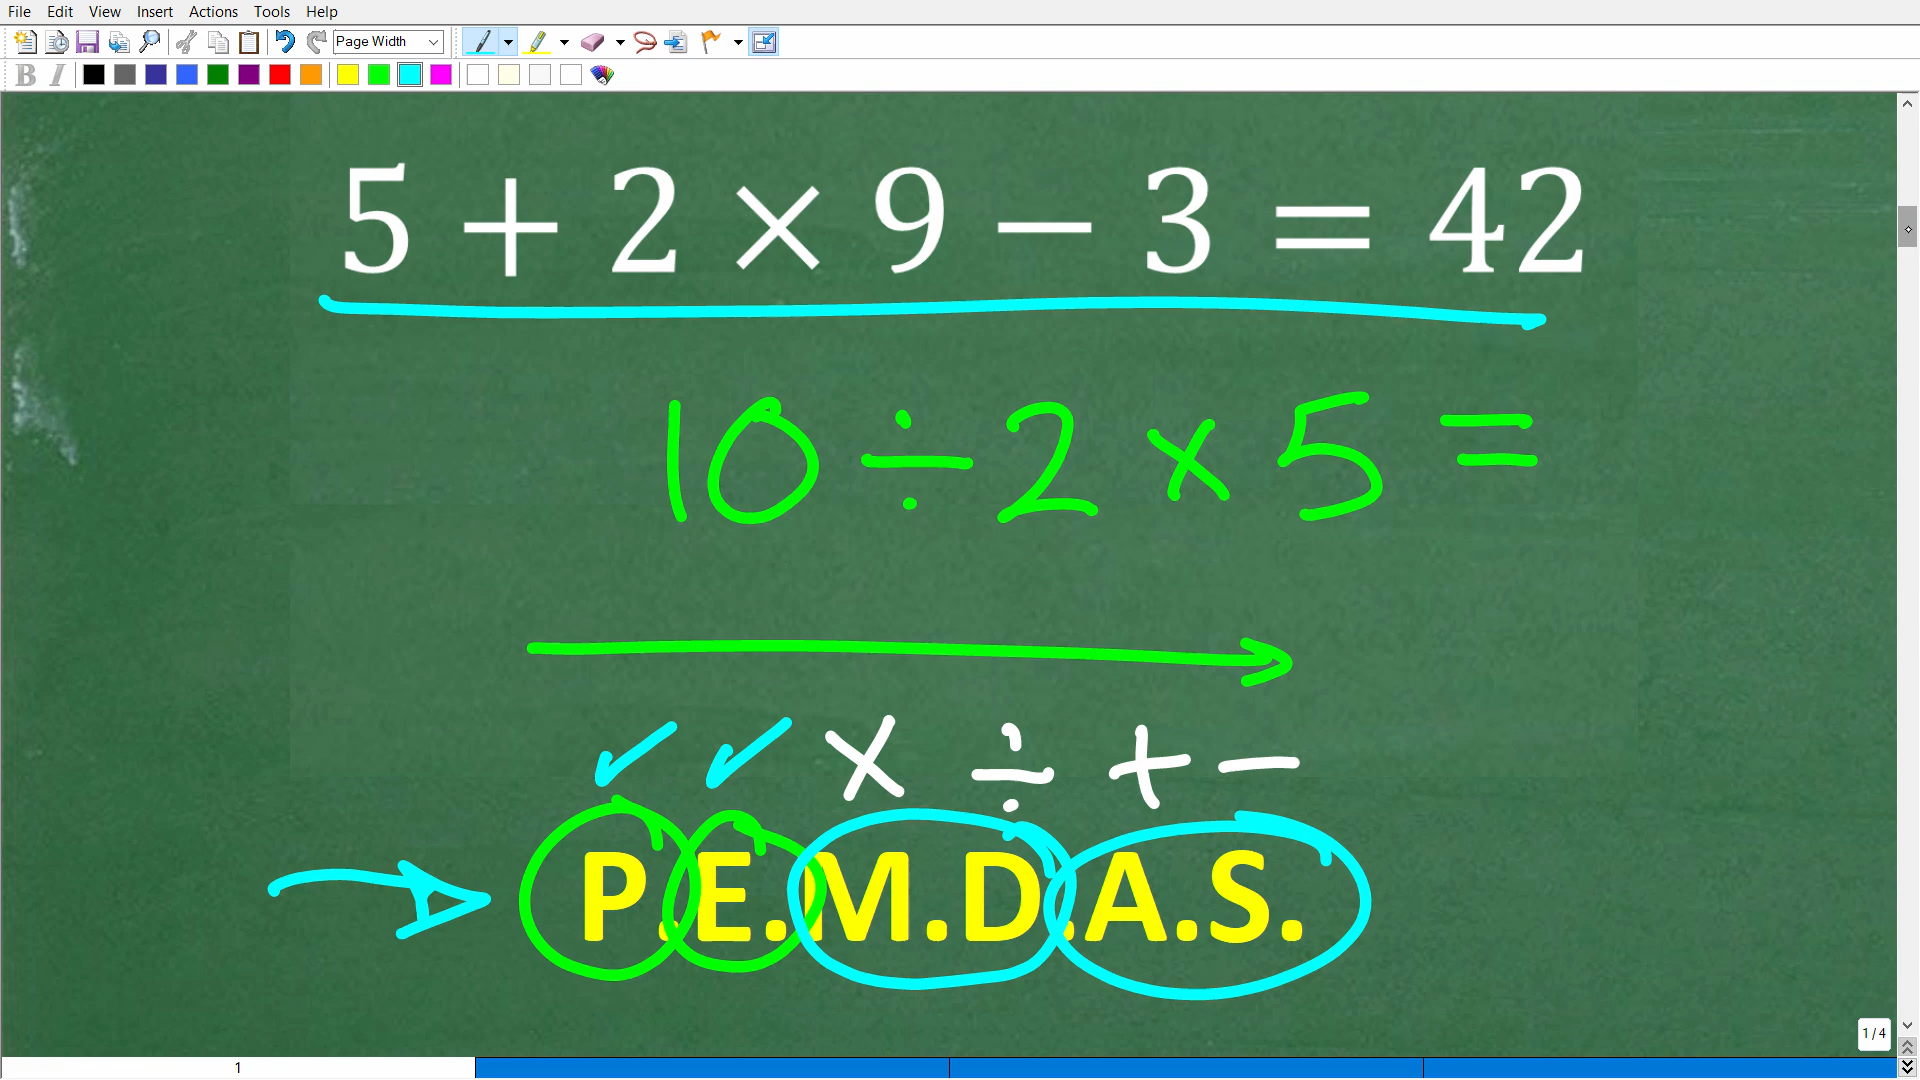 File Edit View Insert Actions Tools Help
Page Width
B I
5 + 2 × 9 − 3 = 42
10 ÷ 2 × 5 =
× ÷ + −
P.E.M.D.A.S.
1 / 4
1